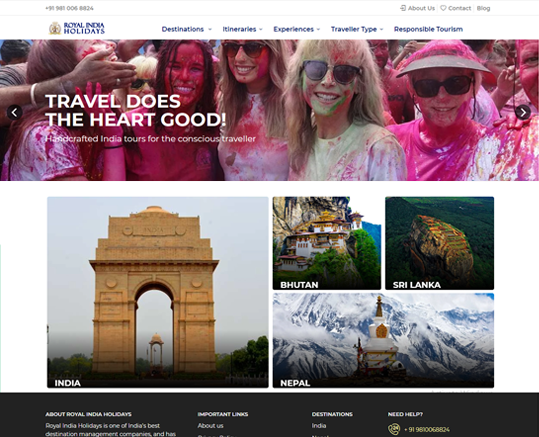 +91 981 006 8824
About Us
Contact
Blog
ROYAL INDIA
HOLIDAYS
Destinations
Itineraries
Experiences
Traveller Type
Responsible Tourism
TRAVEL DOES
THE HEART GOOD!
Handcrafted India tours for the conscious traveller
BHUTAN
SRI LANKA
INDIA
NEPAL
ABOUT ROYAL INDIA HOLIDAYS
Royal India Holidays is one of India's best
destination management companies, and has
IMPORTANT LINKS
About us
DESTINATIONS
India
NEED HELP?
24
+ 91 9810068824